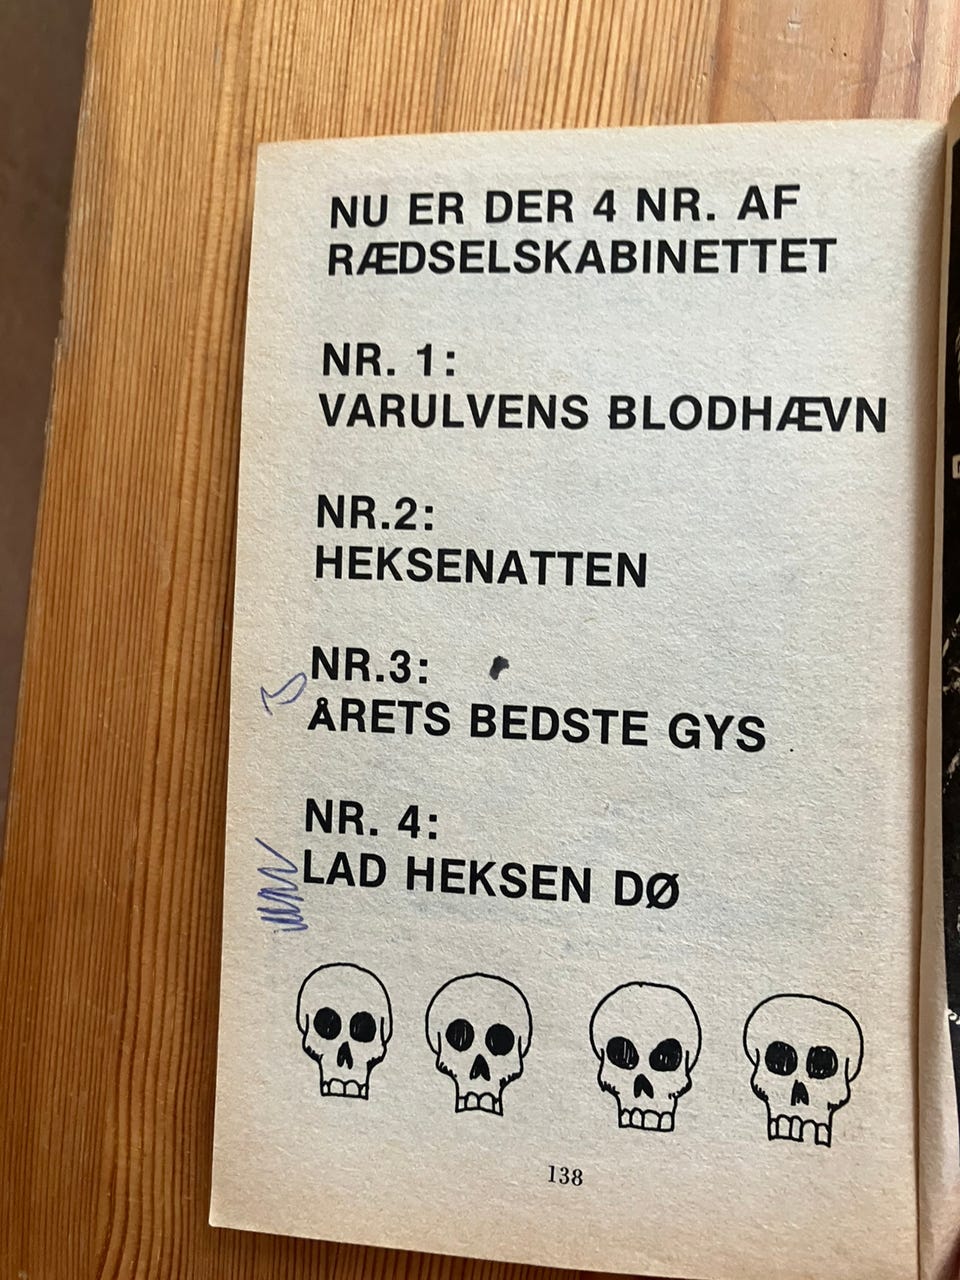 NU ER DER 4 NR. AF
RÆDSELSKABINETTET
NR. 1:
VARULVENS BLODHÆVN
NR.2:
HEKSENATTEN
NR.3:
ÅRETS BEDSTE GYS
NR. 4:
LAD HEKSEN DØ
138